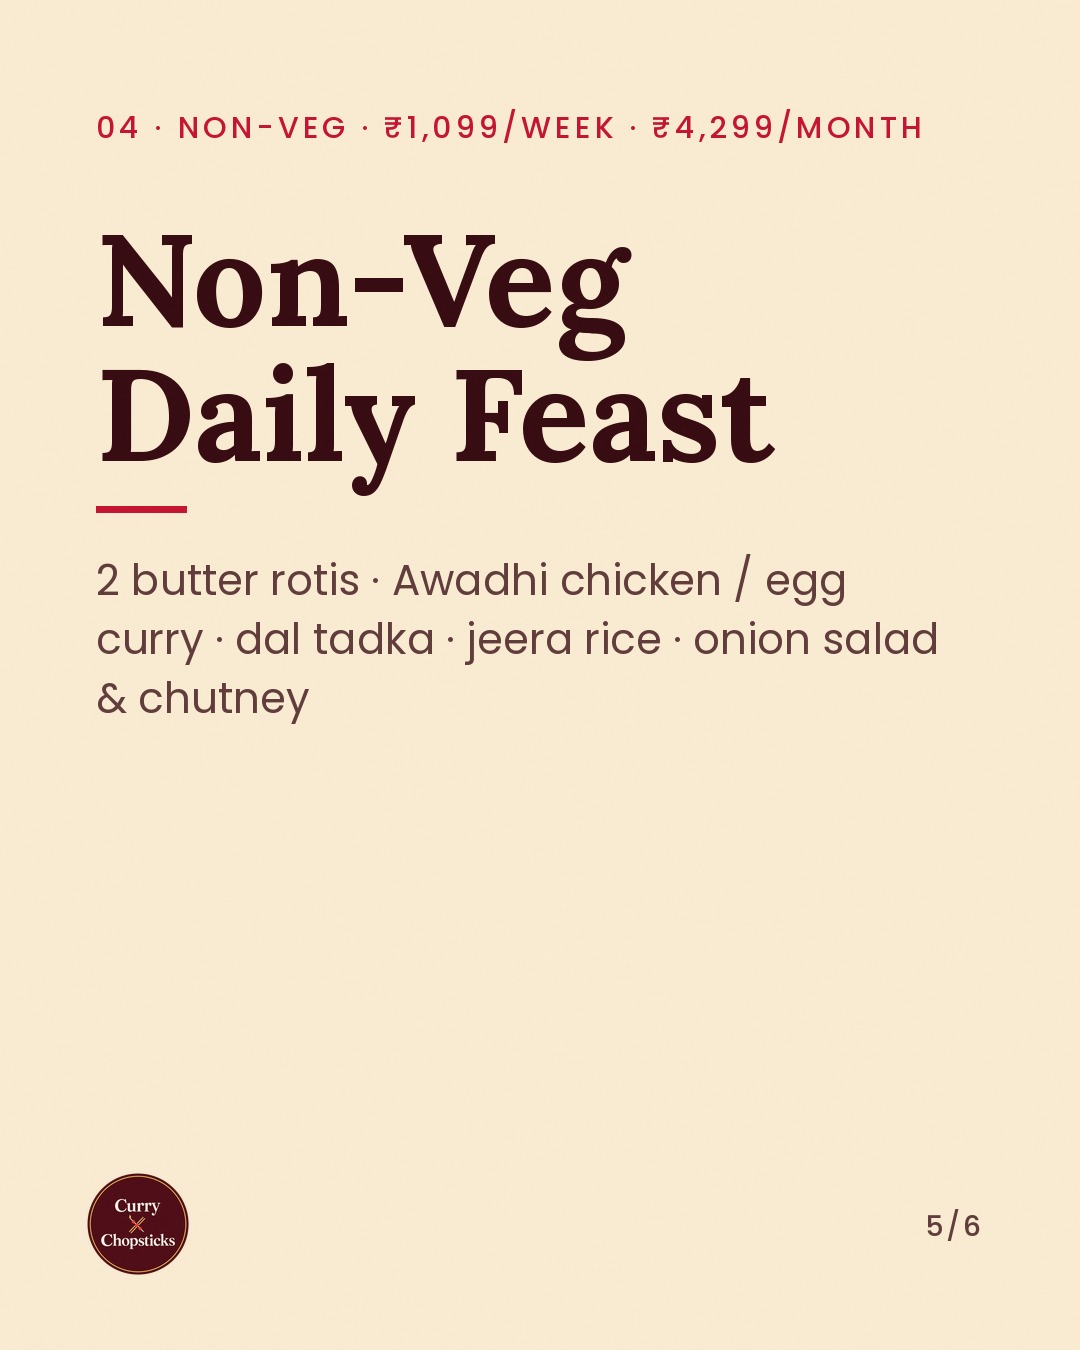 04 · NON-VEG · ₹1,099/WEEK · ₹4,299/MONTH
Non-Veg
Daily Feast
2 butter rotis · Awadhi chicken / egg
curry · dal tadka · jeera rice · onion salad
& chutney
Curry
Chopsticks
5/6